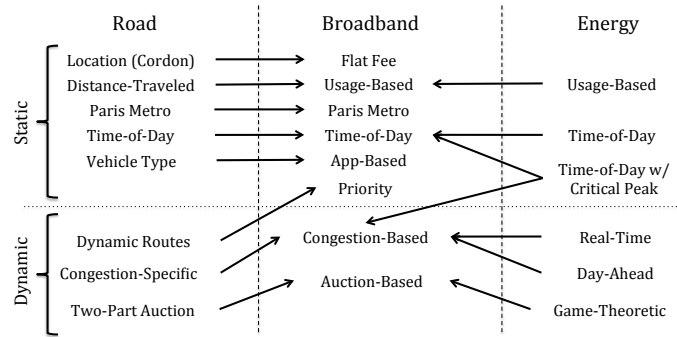 Road
Broadband
Energy
Static
Location (Cordon)
Flat Fee
Distance-Traveled
Usage-Based
Usage-Based
Paris Metro
Paris Metro
Time-of-Day
Time-of-Day
Time-of-Day
Vehicle Type
App-Based
Time-of-Day w/
Critical Peak
Priority
Dynamic
Dynamic Routes
Congestion-Based
Real-Time
Congestion-Specific
Day-Ahead
Auction-Based
Two-Part Auction
Game-Theoretic